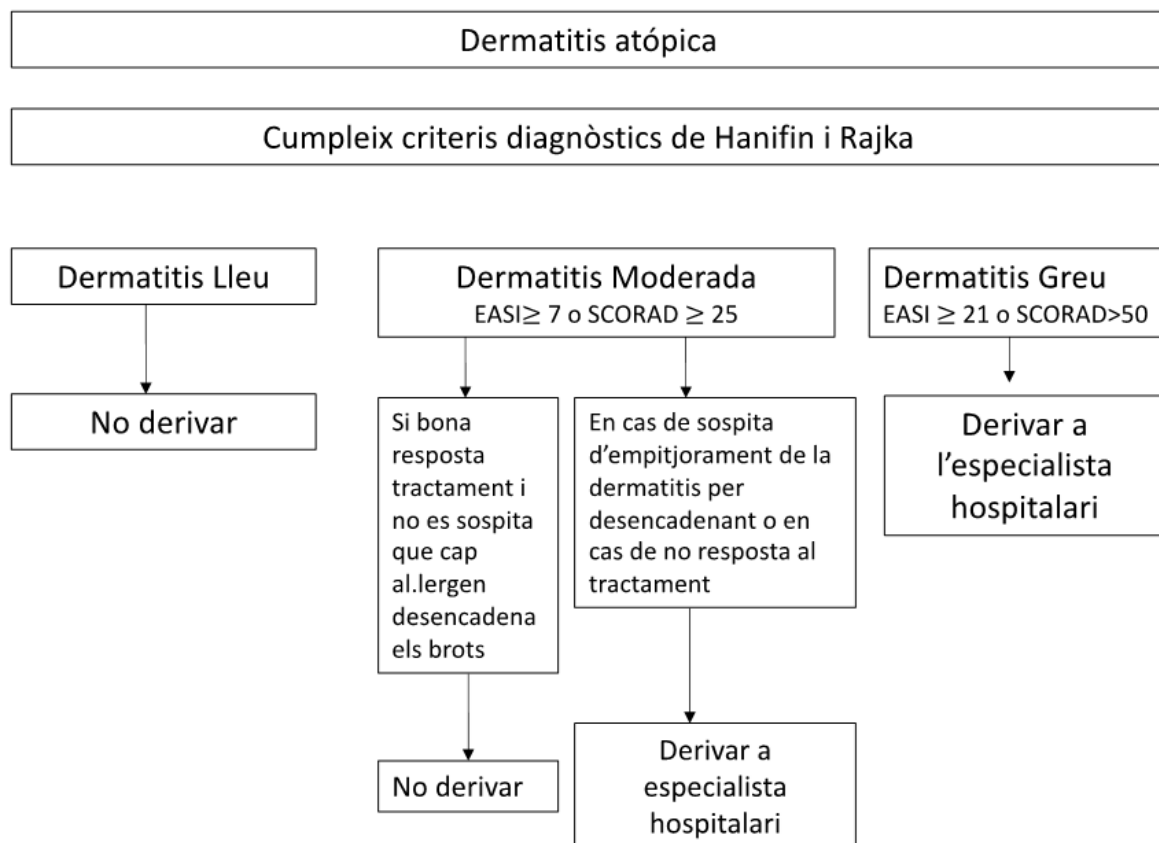 Dermatitis atópica
Cumpleix criteris diagnòstics de Hanifin i Rajka
Dermatitis Lleu
No derivar
Dermatitis Moderada
EASI≥ 7 o SCORAD ≥ 25
Si bona
resposta
tractament i
no es sospita
que cap
al.lergen
desencadena
els brots
No derivar
En cas de sospita
d’empitjorament de la
dermatitis per
desencadenant o en
cas de no resposta al
tractament
Derivar a
especialista
hospitalari
Dermatitis Greu
EASI ≥ 21 o SCORAD>50
Derivar a
l’especialista
hospitalari